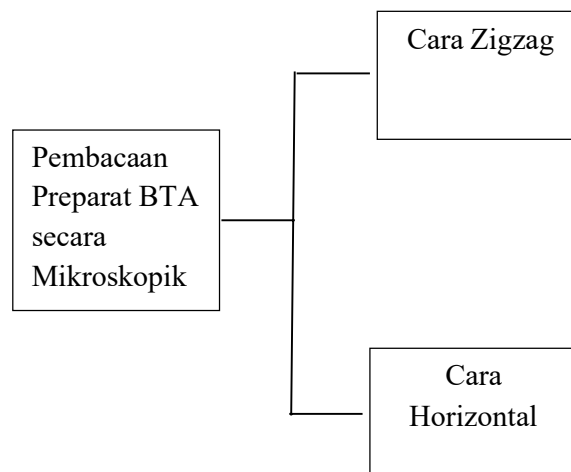 Cara Zigzag
Pembacaan
Preparat BTA
secara
Mikroskopik
Cara
Horizontal